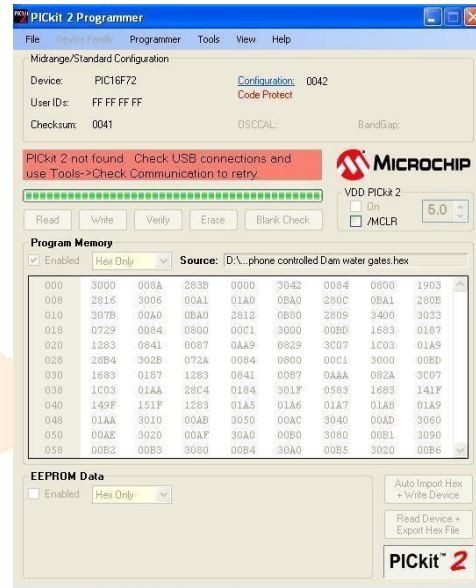 PICkit 2 Programmer
File Device Family Programmer Tools View Help
Midrange/Standard Configuration
Device: PIC16F72 Configuration: 0042
User IDs: FF FF FF FF Code Protect
Checksum: 0041 OSCCAL: BandGap:
PICkit 2 not found. Check USB connections and
use Tools->Check Communication to retry.
MICROCHIP
VDD PICkit 2
On
/MCLR
5.0
Read Write Verify Erase Blank Check
Program Memory
Enabled Hex Only Source: D:\...phone controlled Dam water gates.hex
000 3000 008A 283B 0000 3042 0084 0800 1903
008 2816 3006 00A1 01A0 0BA0 280C 0BA1 280B
010 307B 00A0 0BA0 2812 0B80 2809 3400 3033
018 0729 0084 0800 00C1 3000 00BD 1683 0187
020 1283 0841 0087 0AA9 0829 3C07 1C03 01A9
028 28B4 302B 072A 0084 0800 00C1 3000 00BD
030 1683 0187 1283 0841 0087 0AAA 082A 3C07
038 1C03 01AA 28C4 0184 301F 0583 1683 141F
040 149F 151F 1283 01A5 01A6 01A7 01A8 01A9
048 01AA 3010 00AB 3050 00AC 3040 00AD 3060
050 00AE 3020 00AF 30A0 00B0 3080 00B1 3090
058 00B2 00B3 3080 00B4 30A0 00B5 3020 00B6
EEPROM Data
Enabled Hex Only
Auto Import Hex
+ Write Device
Read Device +
Export Hex File
PICkit™ 2